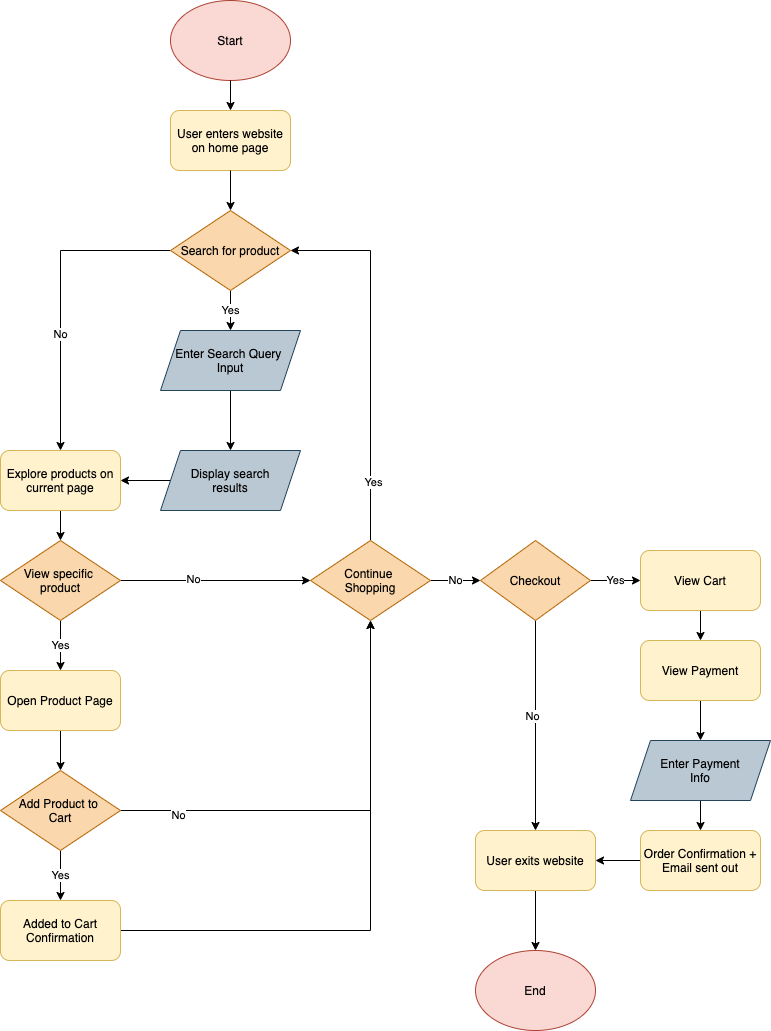 Start
User enters website
on home page
Search for product
Yes
No
Enter Search Query
Input
Explore products on
current page
Display search
results
Yes
View specific
product
No
Continue
Shopping
No
Checkout
Yes
View Cart
Yes
Open Product Page
View Payment
No
Enter Payment
Info
Add Product to
Cart
No
Yes
User exits website
Order Confirmation +
Email sent out
Added to Cart
Confirmation
End